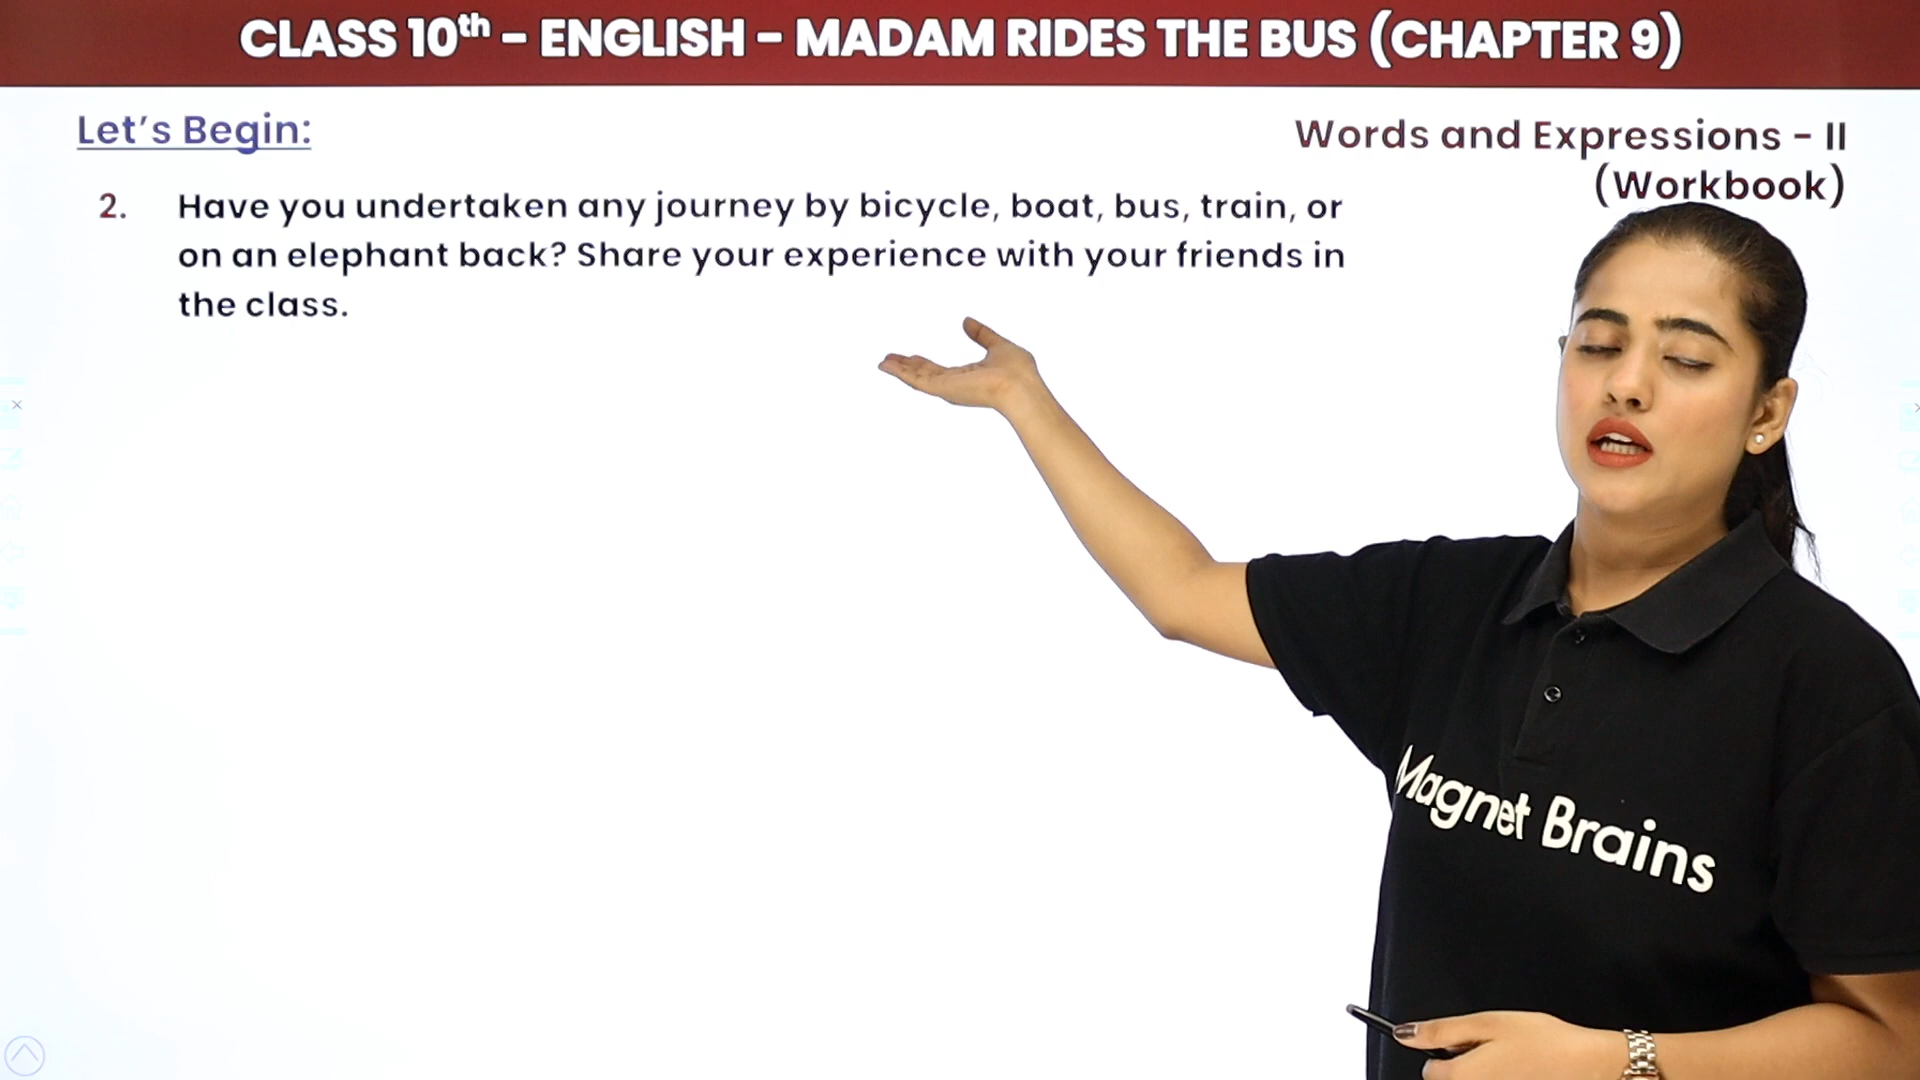 CLASS 10th - ENGLISH - MADAM RIDES THE BUS (CHAPTER 9)
Let's Begin:
Words and Expressions - II
(Workbook)
2. Have you undertaken any journey by bicycle, boat, bus, train, or
on an elephant back? Share your experience with your friends in
the class.
Magnet Brains